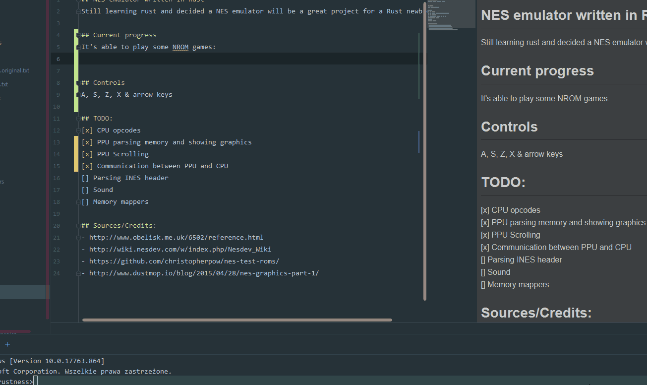 NES emulator written in Rust
Still learning rust and decided a NES emulator will be a great project for a Rust newb
## Current progress
It's able to play some NROM games:
## Controls
A, S, Z, X & arrow keys
## TODO:
[x] CPU opcodes
[x] PPU parsing memory and showing graphics
[x] PPU Scrolling
[x] Communication between PPU and CPU
[] Parsing INES header
[] Sound
[] Memory mappers
## Sources/Credits:
- http://www.obelisk.me.uk/6502/reference.html
- http://wiki.nesdev.com/w/index.php/Nesdev_Wiki
- https://github.com/christopherpow/nes-test-roms/
- http://www.dustmop.io/blog/2015/04/28/nes-graphics-part-1/
.original.txt
.txt
NES emulator written in R
Still learning rust and decided a NES emulator
Current progress
It's able to play some NROM games
Controls
A, S, Z, X & arrow keys
TODO:
[x] CPU opcodes
[x] PPU parsing memory and showing graphics
[x] PPU Scrolling
[x] Communication between PPU and CPU
[] Parsing INES header
[] Sound
[] Memory mappers
Sources/Credits:
+
ws [Version 10.0.17763.864]
oft Corporation. Wszelkie prawa zastrzeżone.
rustness>